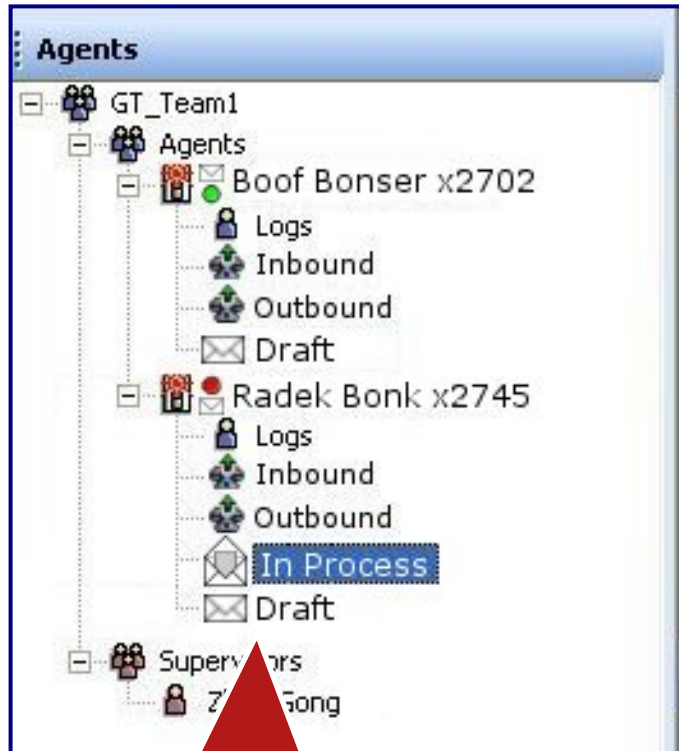 Agents
GT_Team1
Agents
Boof Bonser x2702
Logs
Inbound
Outbound
Draft
Radek Bonk x2745
Logs
Inbound
Outbound
In Process
Draft
Gong